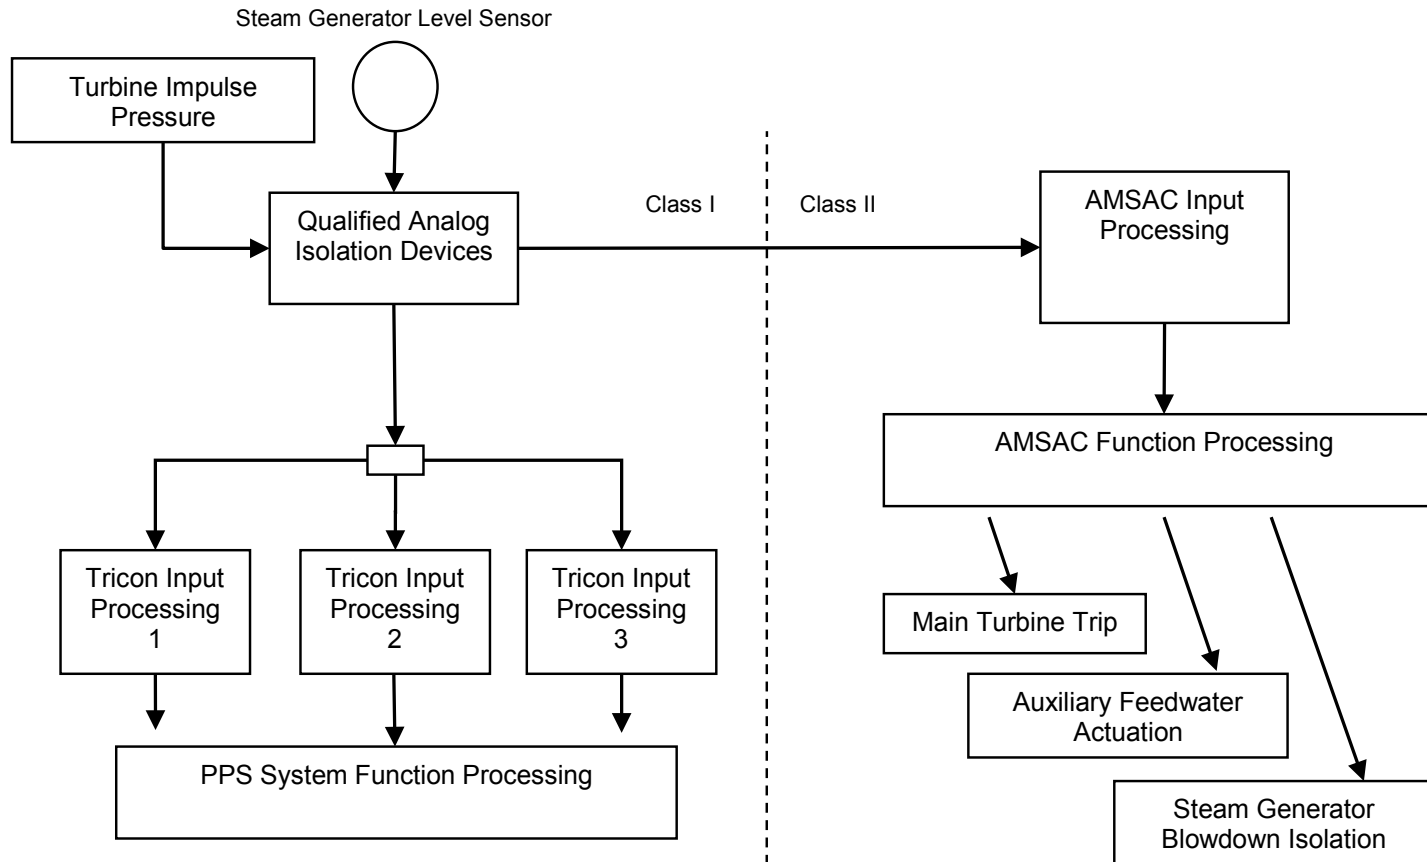 Steam Generator Level Sensor
Turbine Impulse
Pressure
Qualified Analog
Isolation Devices
Class I
Class II
AMSAC Input
Processing
AMSAC Function Processing
Tricon Input
Processing
1
Tricon Input
Processing
2
Tricon Input
Processing
3
Main Turbine Trip
Auxiliary Feedwater
Actuation
PPS System Function Processing
Steam Generator
Blowdown Isolation